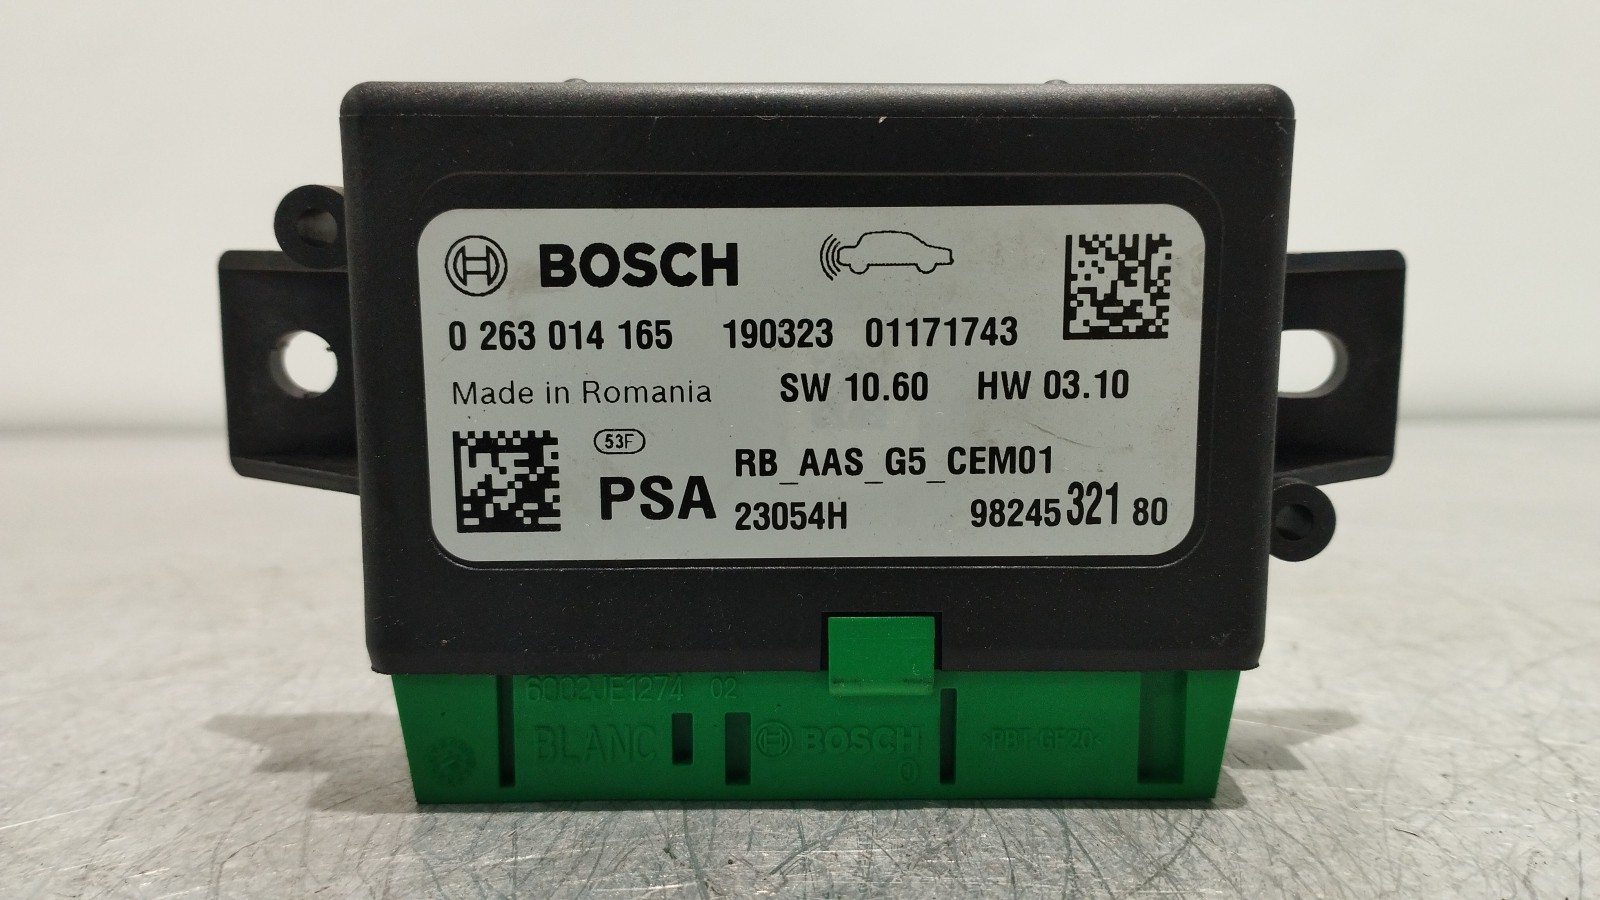 BOSCH
0 263 014 165 190323 01171743
Made in Romania SW 10.60 HW 03.10
53F
PSA RB_AAS_G5_CEM01
23054H 98245 321 80
6002JE1274 02
BLANC BOSCH >PBT-GF20<